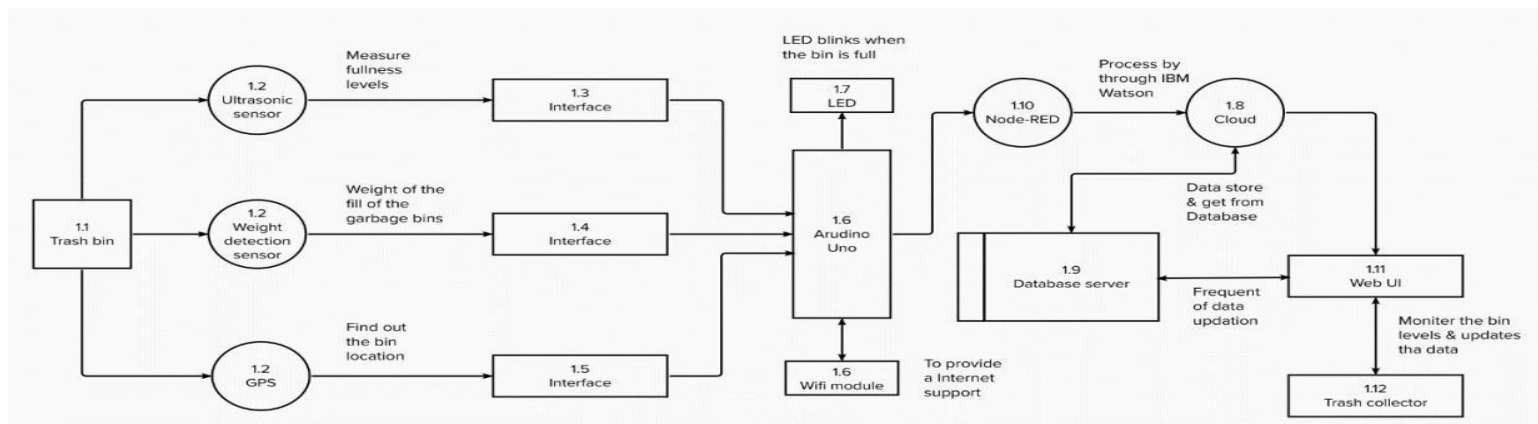 1.1
Trash bin
1.2
Ultrasonic
sensor
Measure
fullness
levels
1.3
Interface
1.2
Weight
detection
sensor
Weight of the
fill of the
garbage bins
1.4
Interface
1.2
GPS
Find out
the bin
location
1.5
Interface
LED blinks when
the bin is full
1.7
LED
1.6
Arudino
Uno
1.6
Wifi module
To provide
a Internet
support
1.10
Node-RED
Process by
through IBM
Watson
1.8
Cloud
Data store
& get from
Database
1.9
Database server
Frequent
of data
updation
1.11
Web UI
Moniter the bin
levels & updates
tha data
1.12
Trash collector